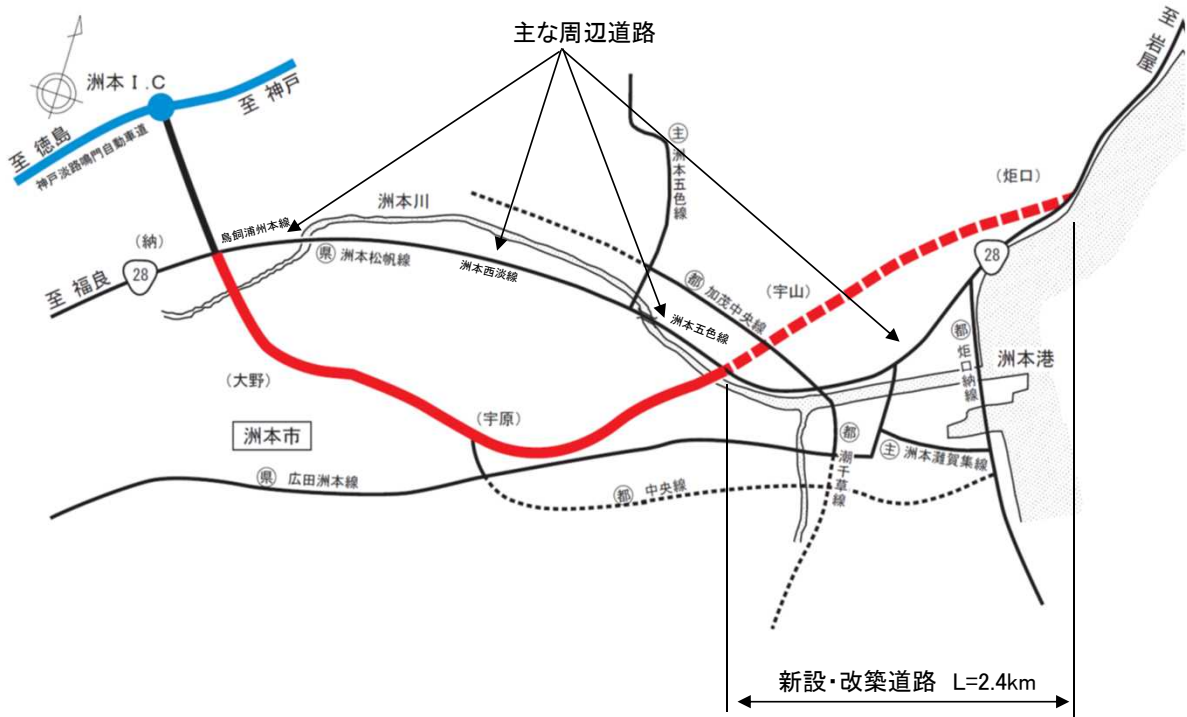 主な周辺道路
至 岩屋
洲本 I.C
至 神戸
至 徳島
神戸淡路鳴門自動車道
主 洲本五色線
(炬口)
洲本川
鳥飼浦州本線
(納)
県 洲本松帆線
28
洲本西淡線
28
至 福良
都 加茂中央線
(宇山)
洲本五色線
都 炬口納線
洲本港
(大野)
(宇原)
洲本市
都 潮干草線
主 洲本灘賀集線
県 広田洲本線
都 中央線
新設・改築道路 L=2.4km